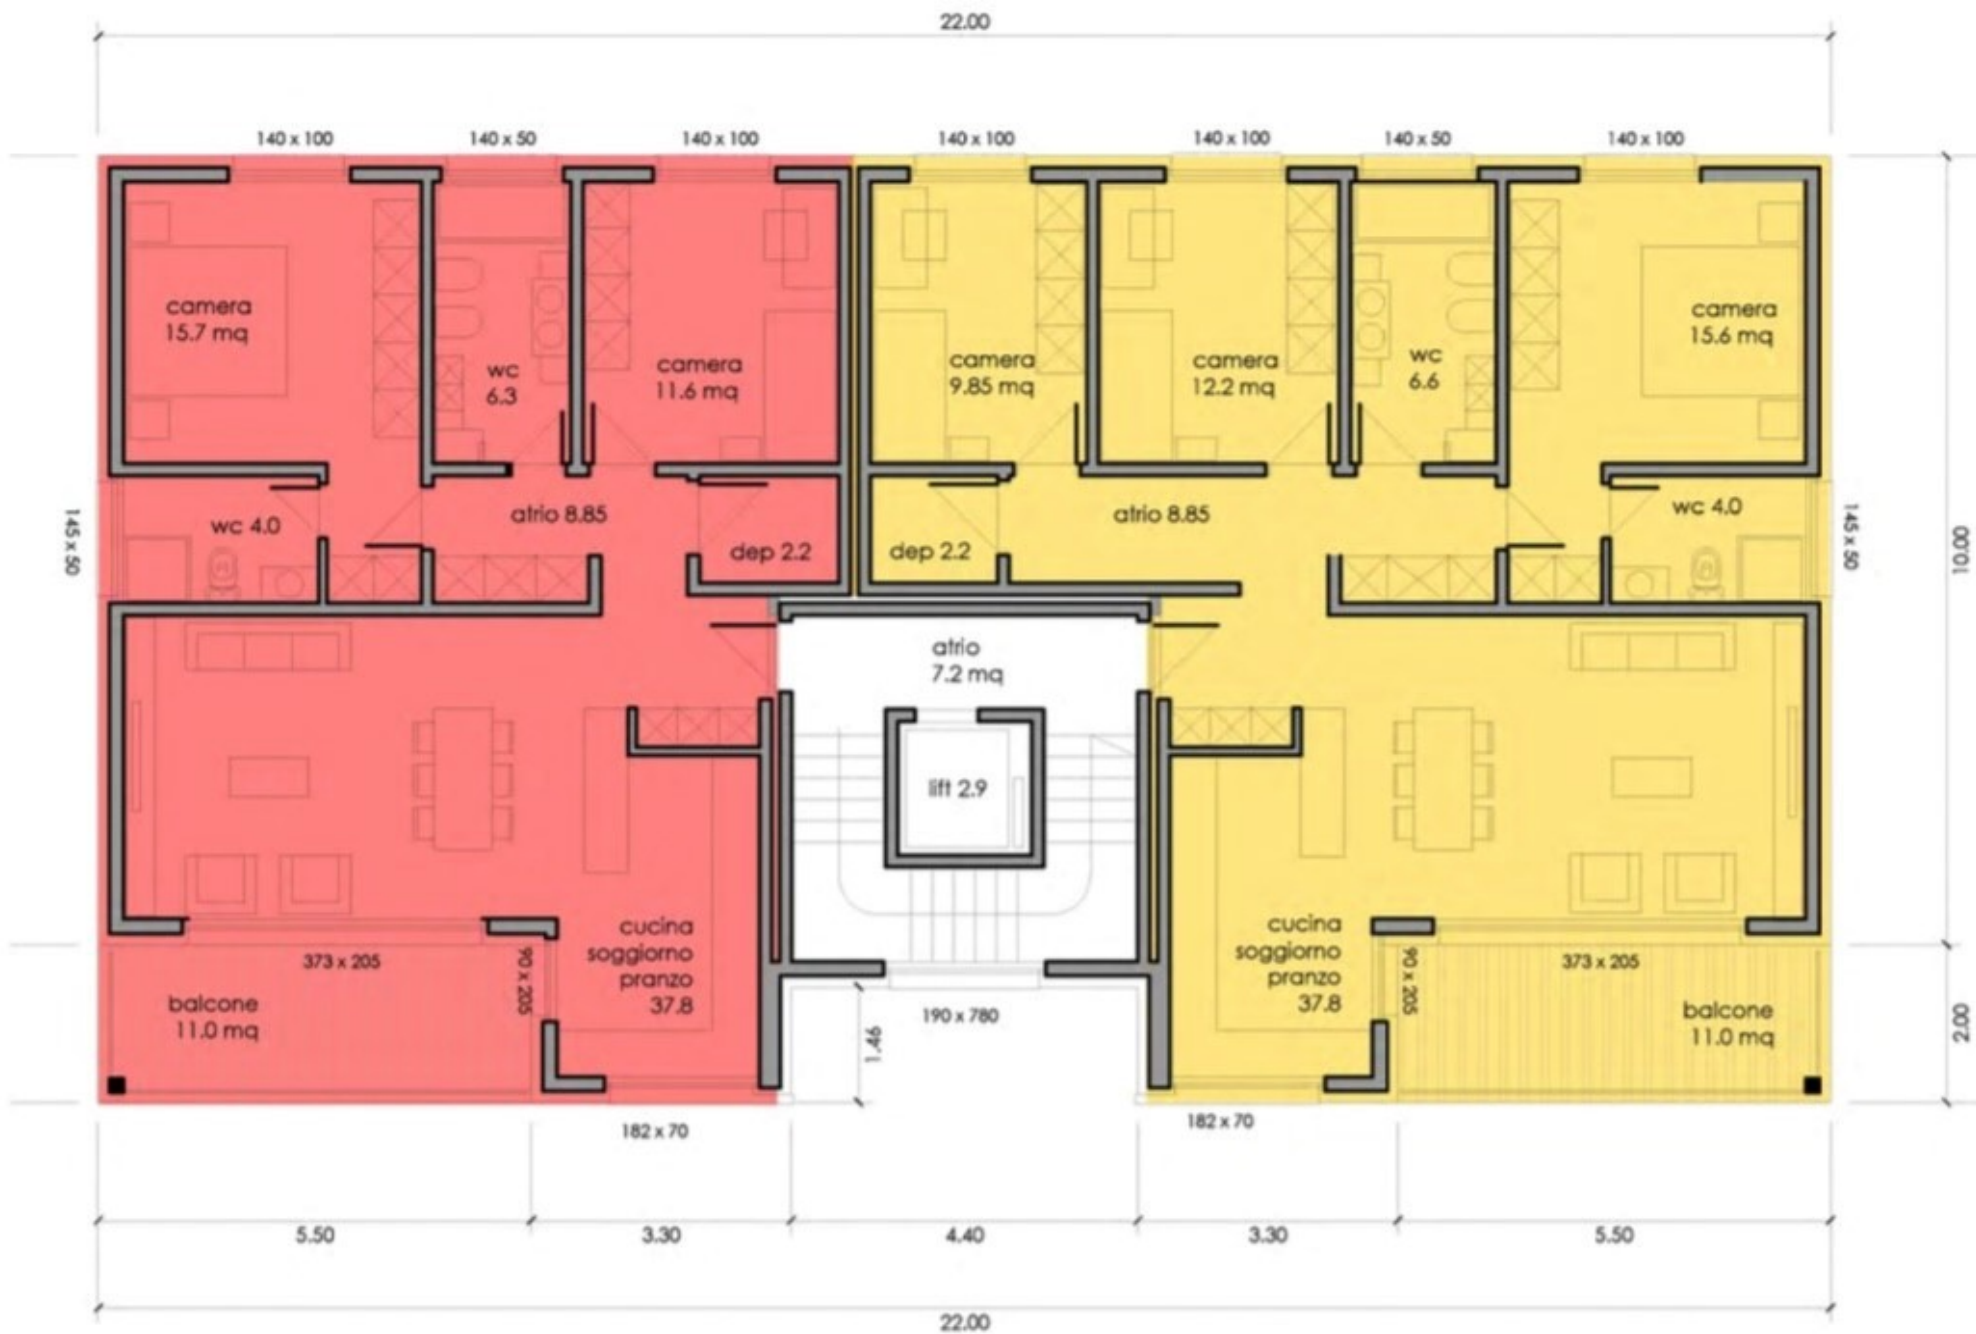 22.00
140 x 100
140 x 50
140 x 100
140 x 100
140 x 100
140 x 50
140 x 100
camera
15.7 mq
wc
6.3
camera
11.6 mq
camera
9.85 mq
camera
12.2 mq
wc
6.6
camera
15.6 mq
145 x 50
wc 4.0
atrio 8.85
dep 2.2
dep 2.2
atrio 8.85
wc 4.0
145 x 50
10.00
atrio
7.2 mq
lift 2.9
cucina
soggiorno
pranzo
37.8
cucina
soggiorno
pranzo
37.8
373 x 205
90 x 205
balcone
11.0 mq
190 x 780
1.46
90 x 205
373 x 205
balcone
11.0 mq
2.00
182 x 70
182 x 70
5.50
3.30
4.40
3.30
5.50
22.00